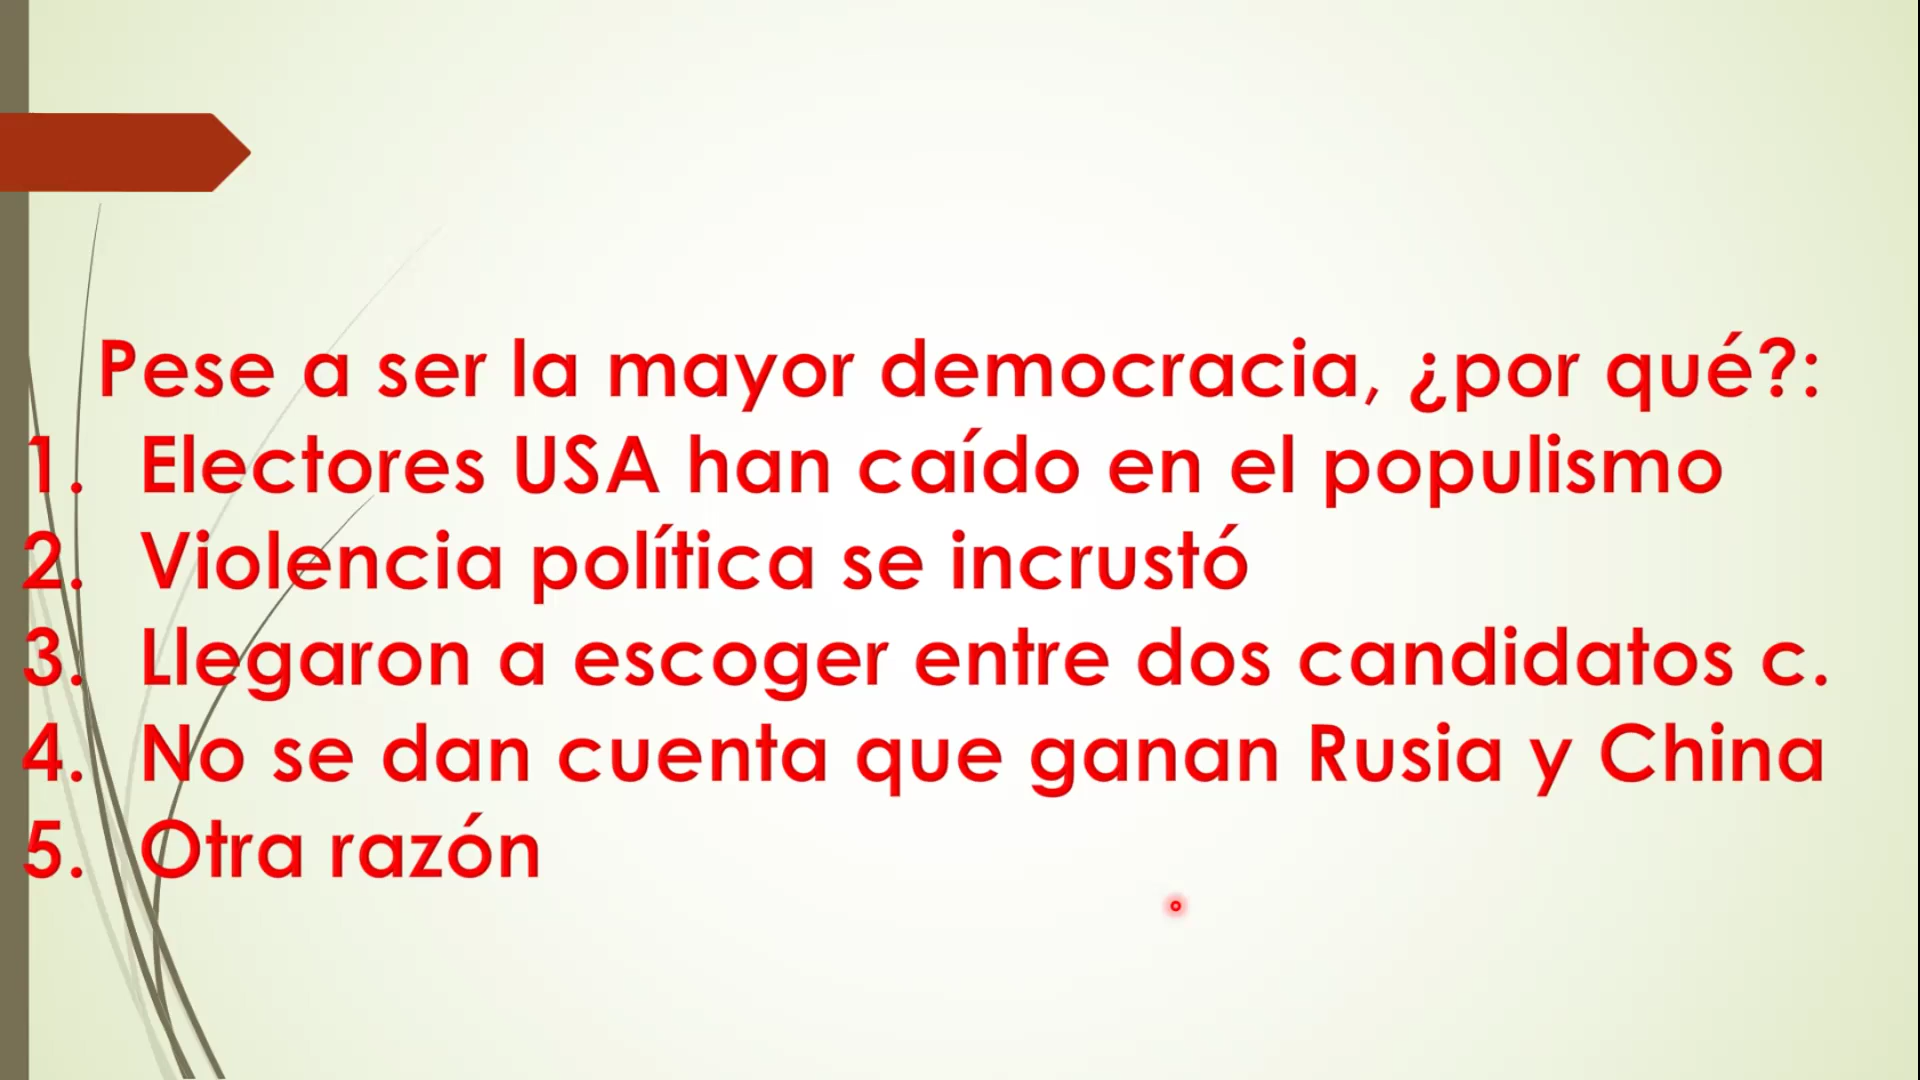 Pese a ser la mayor democracia, ¿por qué?:
1. Electores USA han caído en el populismo
2. Violencia política se incrustó
3. Llegaron a escoger entre dos candidatos c.
4. No se dan cuenta que ganan Rusia y China
5. Otra razón